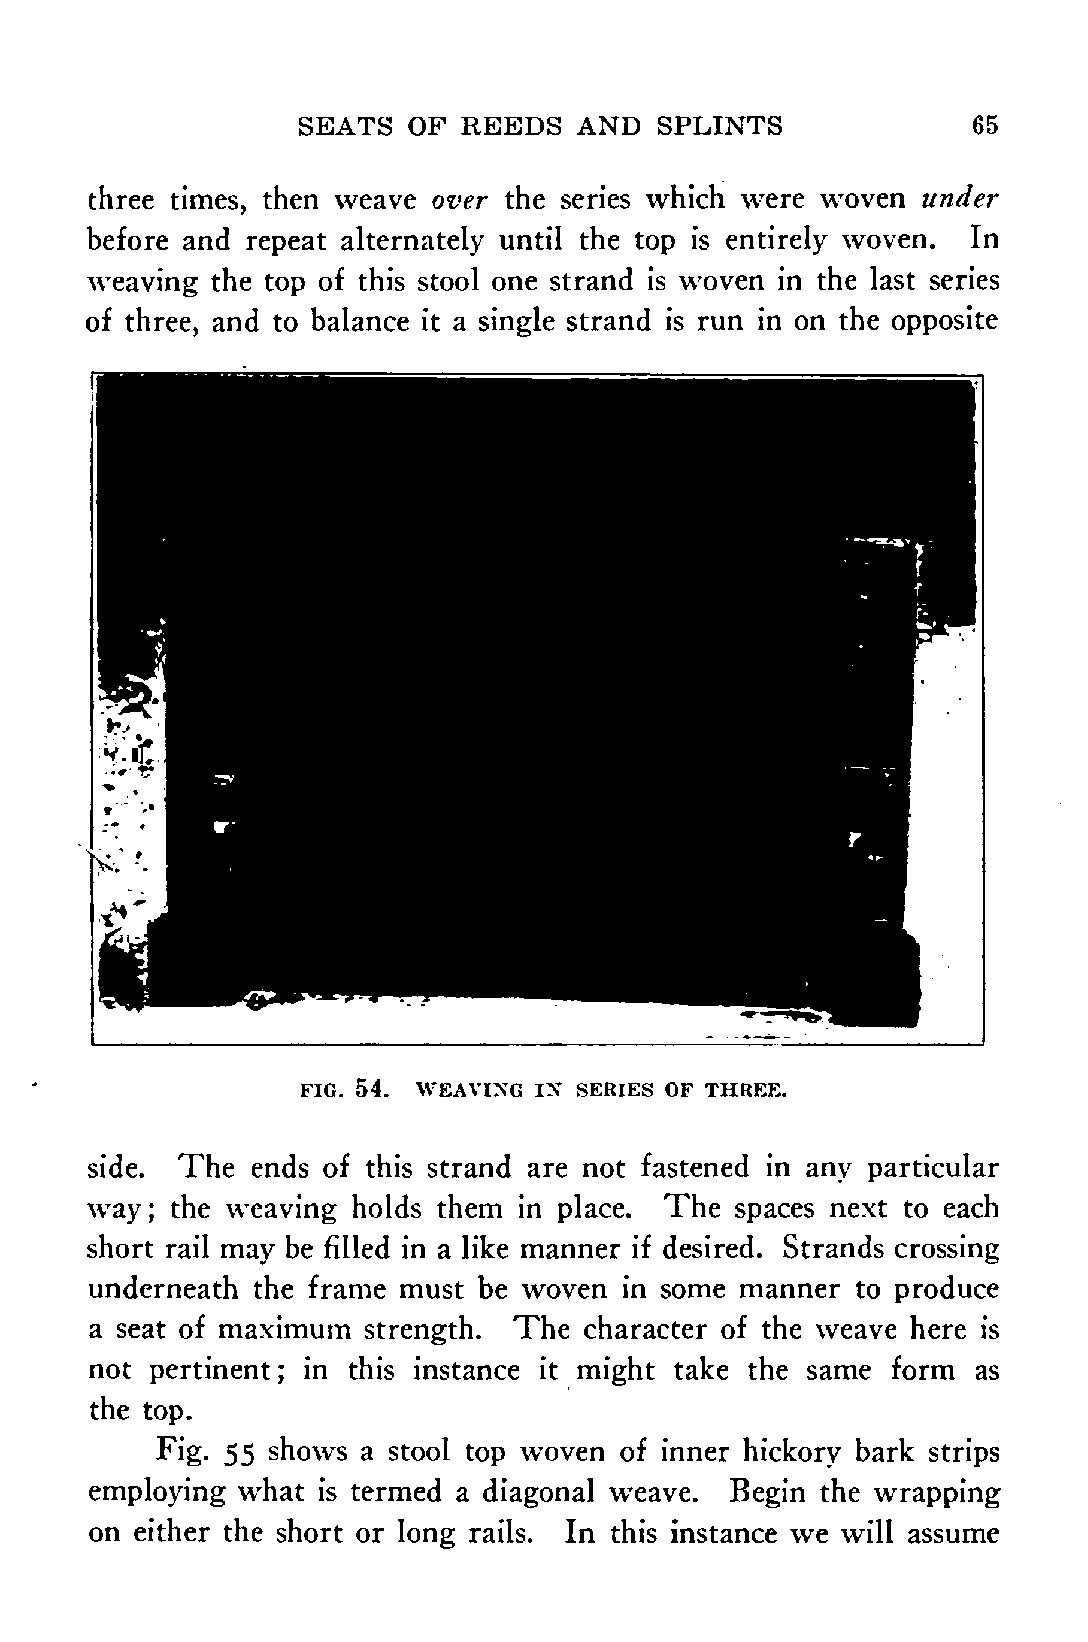 SEATS OF REEDS AND SPLINTS 65
three times, then weave over the series which were woven under
before and repeat alternately until the top is entirely woven. In
weaving the top of this stool one strand is woven in the last series
of three, and to balance it a single strand is run in on the opposite
FIG. 54. WEAVING IN SERIES OF THREE.
side. The ends of this strand are not fastened in any particular
way; the weaving holds them in place. The spaces next to each
short rail may be filled in a like manner if desired. Strands crossing
underneath the frame must be woven in some manner to produce
a seat of maximum strength. The character of the weave here is
not pertinent; in this instance it might take the same form as
the top.
Fig. 55 shows a stool top woven of inner hickory bark strips
employing what is termed a diagonal weave. Begin the wrapping
on either the short or long rails. In this instance we will assume